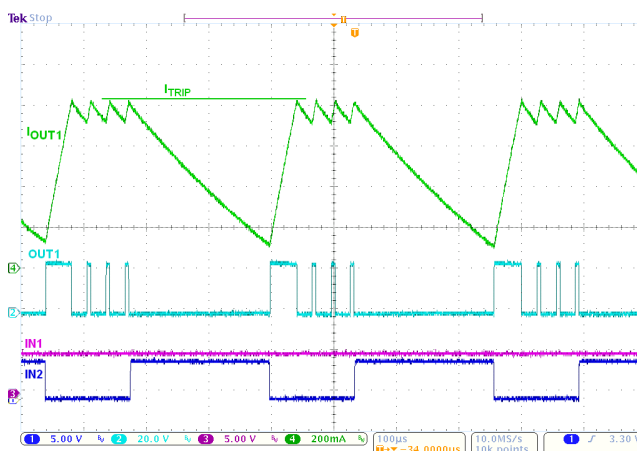 Tek Stop
T
T
ITRIP
IOUT1
OUT1
4
2
IN1
IN2
3
1 5.00 V 2 20.0 V 3 5.00 V 4 200mA 100µs 10.0MS/s 1 3.30 V
T→▼ −34.0000µs 10k points